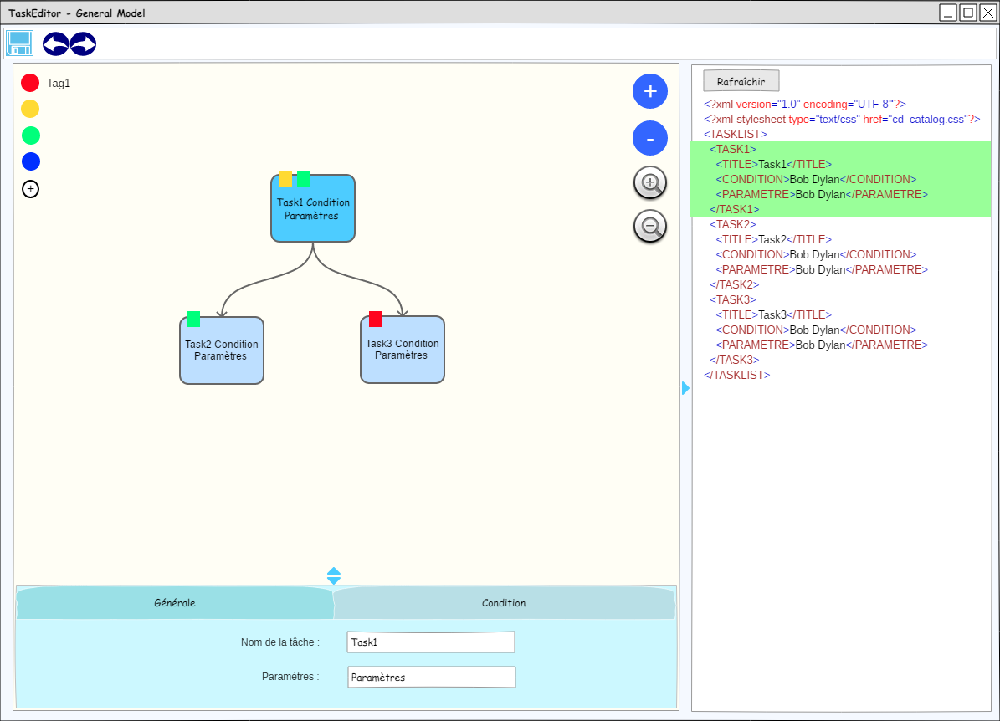 TaskEditor - General Model
Tag1
+
+
-
Task1 Condition
Paramètres
Task2 Condition
Paramètres
Task3 Condition
Paramètres
Générale
Condition
Nom de la tâche :
Task1
Paramètres :
Paramètres
Rafraîchir
<?xml version="1.0" encoding="UTF-8"?>
<?xml-stylesheet type="text/css" href="cd_catalog.css"?>
<TASKLIST>
<TASK1>
<TITLE>Task1</TITLE>
<CONDITION>Bob Dylan</CONDITION>
<PARAMETRE>Bob Dylan</PARAMETRE>
</TASK1>
<TASK2>
<TITLE>Task2</TITLE>
<CONDITION>Bob Dylan</CONDITION>
<PARAMETRE>Bob Dylan</PARAMETRE>
</TASK2>
<TASK3>
<TITLE>Task3</TITLE>
<CONDITION>Bob Dylan</CONDITION>
<PARAMETRE>Bob Dylan</PARAMETRE>
</TASK3>
</TASKLIST>